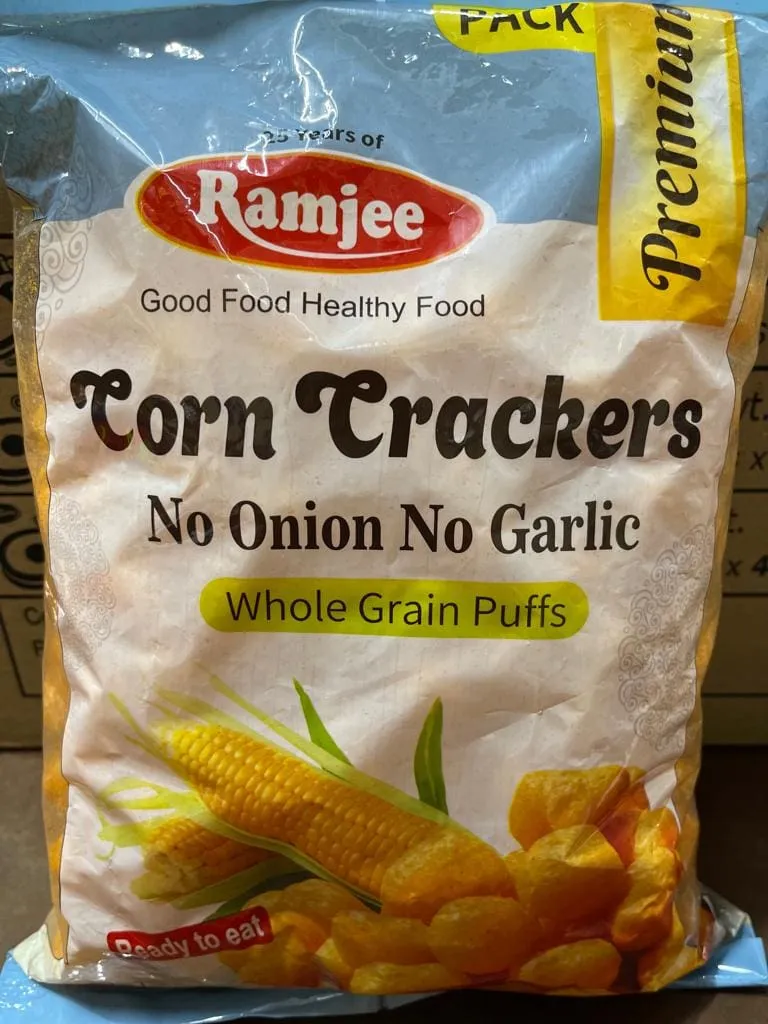 PACK
Premium
25 Years of
Ramjee
Good Food Healthy Food
Corn Crackers
No Onion No Garlic
Whole Grain Puffs
Ready to eat